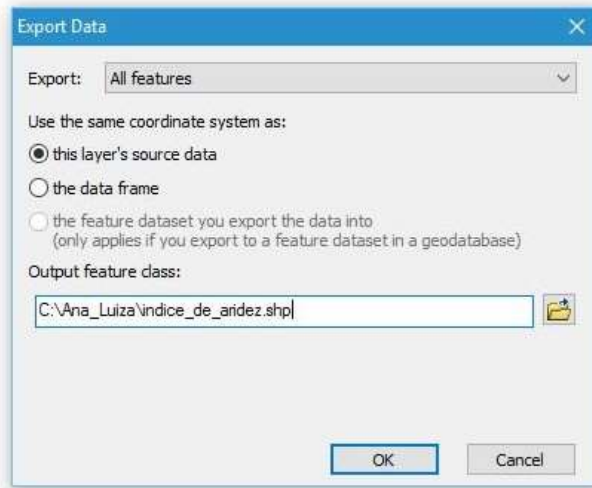 Export Data
Export: All features
Use the same coordinate system as:
this layer's source data
the data frame
the feature dataset you export the data into
(only applies if you export to a feature dataset in a geodatabase)
Output feature class:
C:\Ana_Luiza\indice_de_aridez.shp
OK Cancel